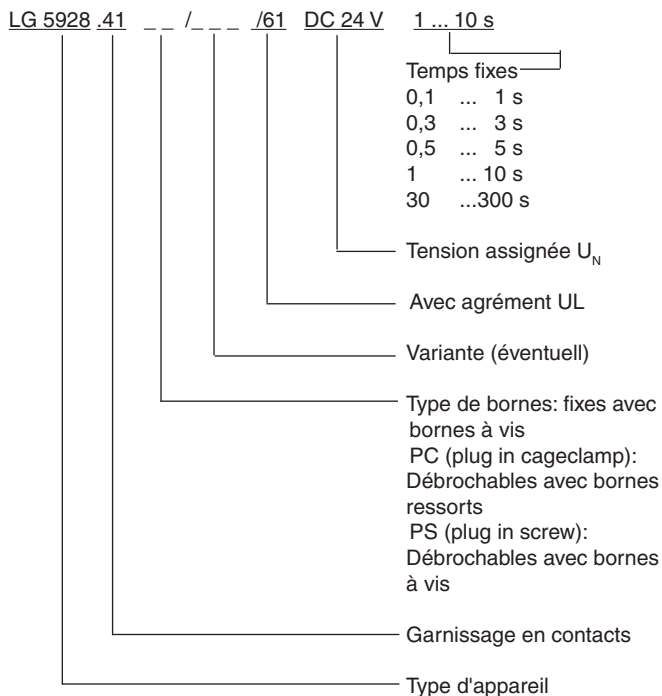 LG 5928 .41 _ _ /_ _ _ /61 DC 24 V 1 ... 10 s
Temps fixes
0,1 ... 1 s
0,3 ... 3 s
0,5 ... 5 s
1 ... 10 s
30 ...300 s
Tension assignée U_N
Avec agrément UL
Variante (éventuell)
Type de bornes: fixes avec
bornes à vis
PC (plug in cageclamp):
Débrochables avec bornes
ressorts
PS (plug in screw):
Débrochables avec bornes
à vis
Garnissage en contacts
Type d'appareil